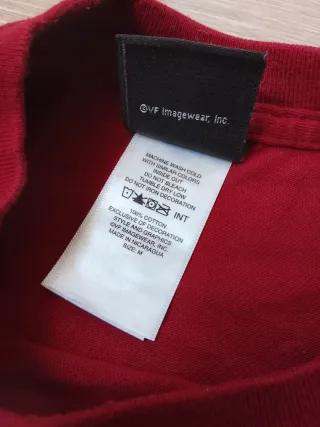 ©VF Imagewear, Inc.
MACHINE WASH COLD
WITH SIMILAR COLORS
INSIDE OUT
DO NOT BLEACH
TUMBLE DRY LOW
DO NOT IRON DECORATION
INT
100% COTTON
EXCLUSIVE OF DECORATION
STYLE AND GRAPHICS
©VF IMAGEWEAR, INC.
MADE IN NICARAGUA
SIZE: M